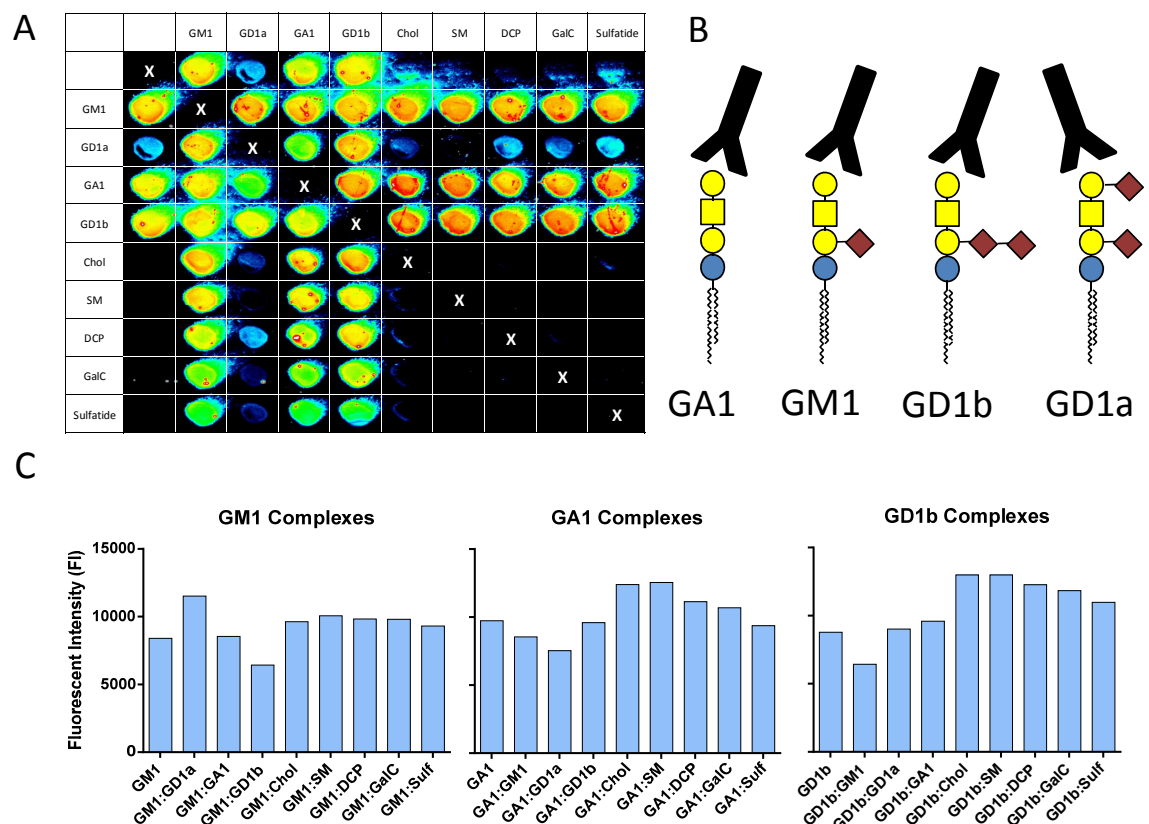 A
GM1 GD1a GA1 GD1b Chol SM DCP GalC Sulfatide
X
GM1 X
GD1a X
GA1 X
GD1b X
Chol X
SM X
DCP X
GalC X
Sulfatide X
B
GA1 GM1 GD1b GD1a
C
GM1 Complexes
GA1 Complexes
GD1b Complexes
Fluorescent Intensity (FI)
15000
10000
5000
0
GM1
GM1:GD1a
GM1:GA1
GM1:GD1b
GM1:Chol
GM1:SM
GM1:DCP
GM1:GalC
GM1:Sulf
GA1
GA1:GM1
GA1:GD1a
GA1:GD1b
GA1:Chol
GA1:SM
GA1:DCP
GA1:GalC
GA1:Sulf
GD1b
GD1b:GM1
GD1b:GD1a
GD1b:GA1
GD1b:Chol
GD1b:SM
GD1b:DCP
GD1b:GalC
GD1b:Sulf